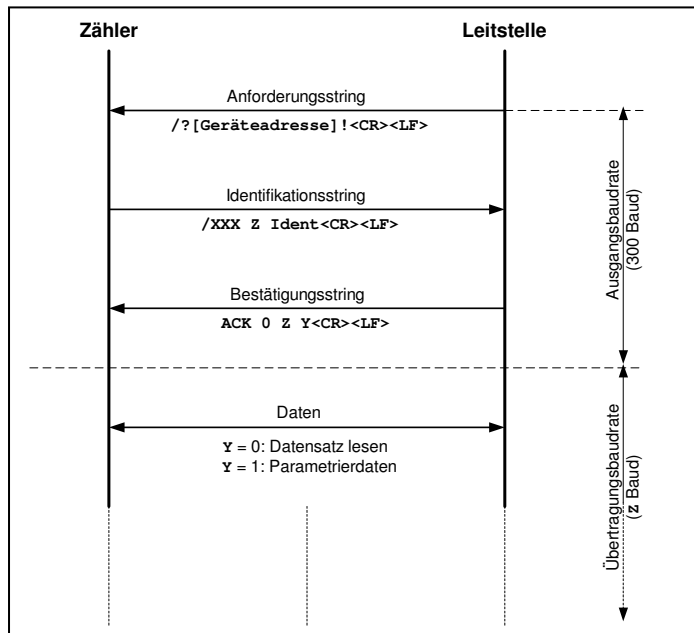 Zähler
Leitstelle
Anforderungsstring
/?[Geräteadresse]!<CR><LF>
Identifikationsstring
/XXX Z Ident<CR><LF>
Bestätigungsstring
ACK 0 Z Y<CR><LF>
Ausgangsbaudrate
(300 Baud)
Daten
Y = 0: Datensatz lesen
Y = 1: Parametrierdaten
Übertragungsbaudrate
(Z Baud)